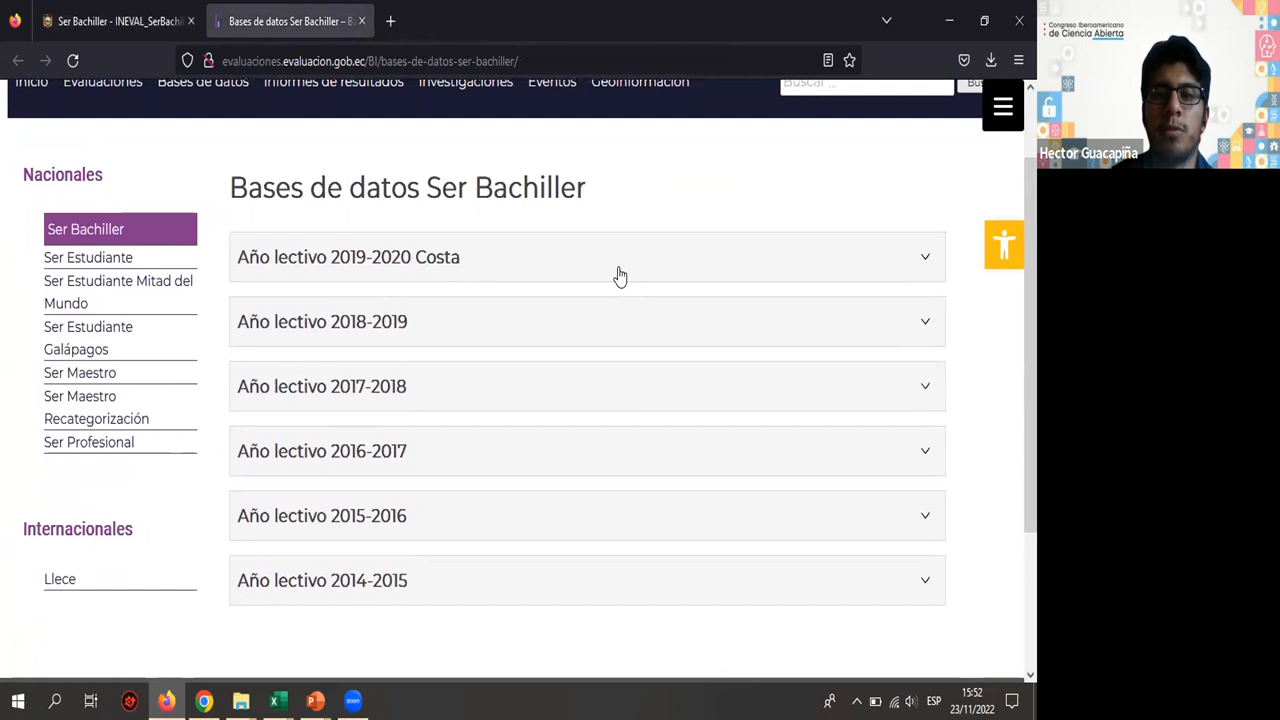 Ser Bachiller - INEVAL_SerBachil
Bases de datos Ser Bachiller – B
evaluaciones.evaluacion.gob.ec/BI/bases-de-datos-ser-bachiller/
Inicio Evaluaciones Bases de datos Informes de resultados Investigaciones Eventos Geoinformación
Buscar ...
Nacionales
Ser Bachiller
Ser Estudiante
Ser Estudiante Mitad del
Mundo
Ser Estudiante
Galápagos
Ser Maestro
Ser Maestro
Recategorización
Ser Profesional
Internacionales
Llece
Bases de datos Ser Bachiller
Año lectivo 2019-2020 Costa
Año lectivo 2018-2019
Año lectivo 2017-2018
Año lectivo 2016-2017
Año lectivo 2015-2016
Año lectivo 2014-2015
Congreso Iberoamericano
de Ciencia Abierta
Hector Guacapiña
zoom
ESP
15:52
23/11/2022